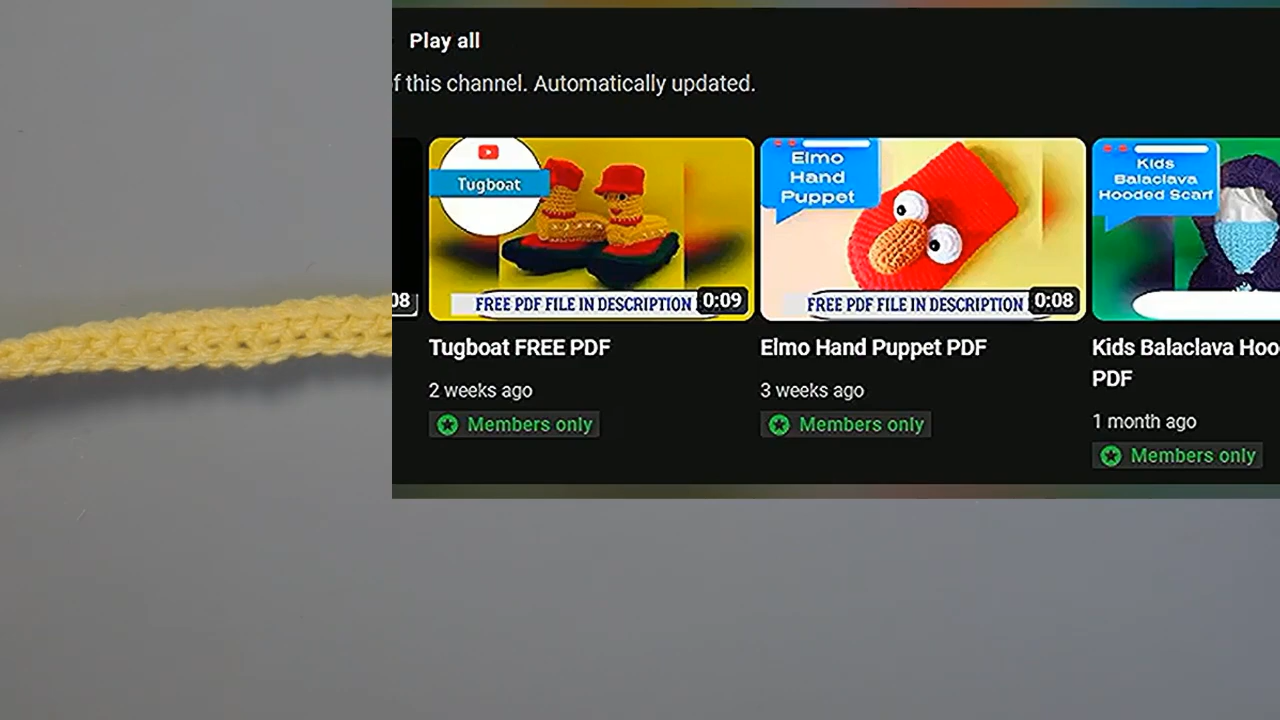 Play all
f this channel. Automatically updated.
08
Tugboat
FREE PDF FILE IN DESCRIPTION
0:09
Tugboat FREE PDF
2 weeks ago
Members only
Elmo
Hand
Puppet
FREE PDF FILE IN DESCRIPTION
0:08
Elmo Hand Puppet PDF
3 weeks ago
Members only
Kids
Balaclava
Hooded Scarf
Kids Balaclava Hoo
PDF
1 month ago
Members only